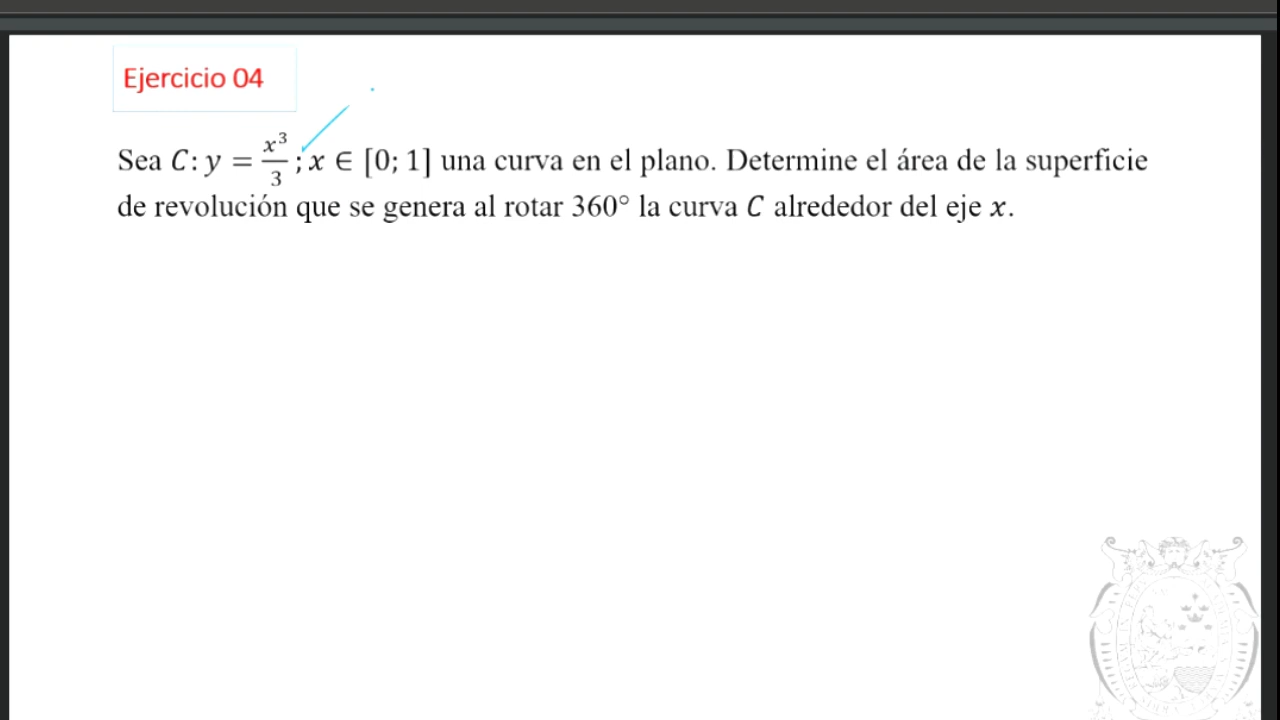 Ejercicio 04
Sea C: y = x³/3 ; x ∈ [0; 1] una curva en el plano. Determine el área de la superficie
de revolución que se genera al rotar 360° la curva C alrededor del eje x.